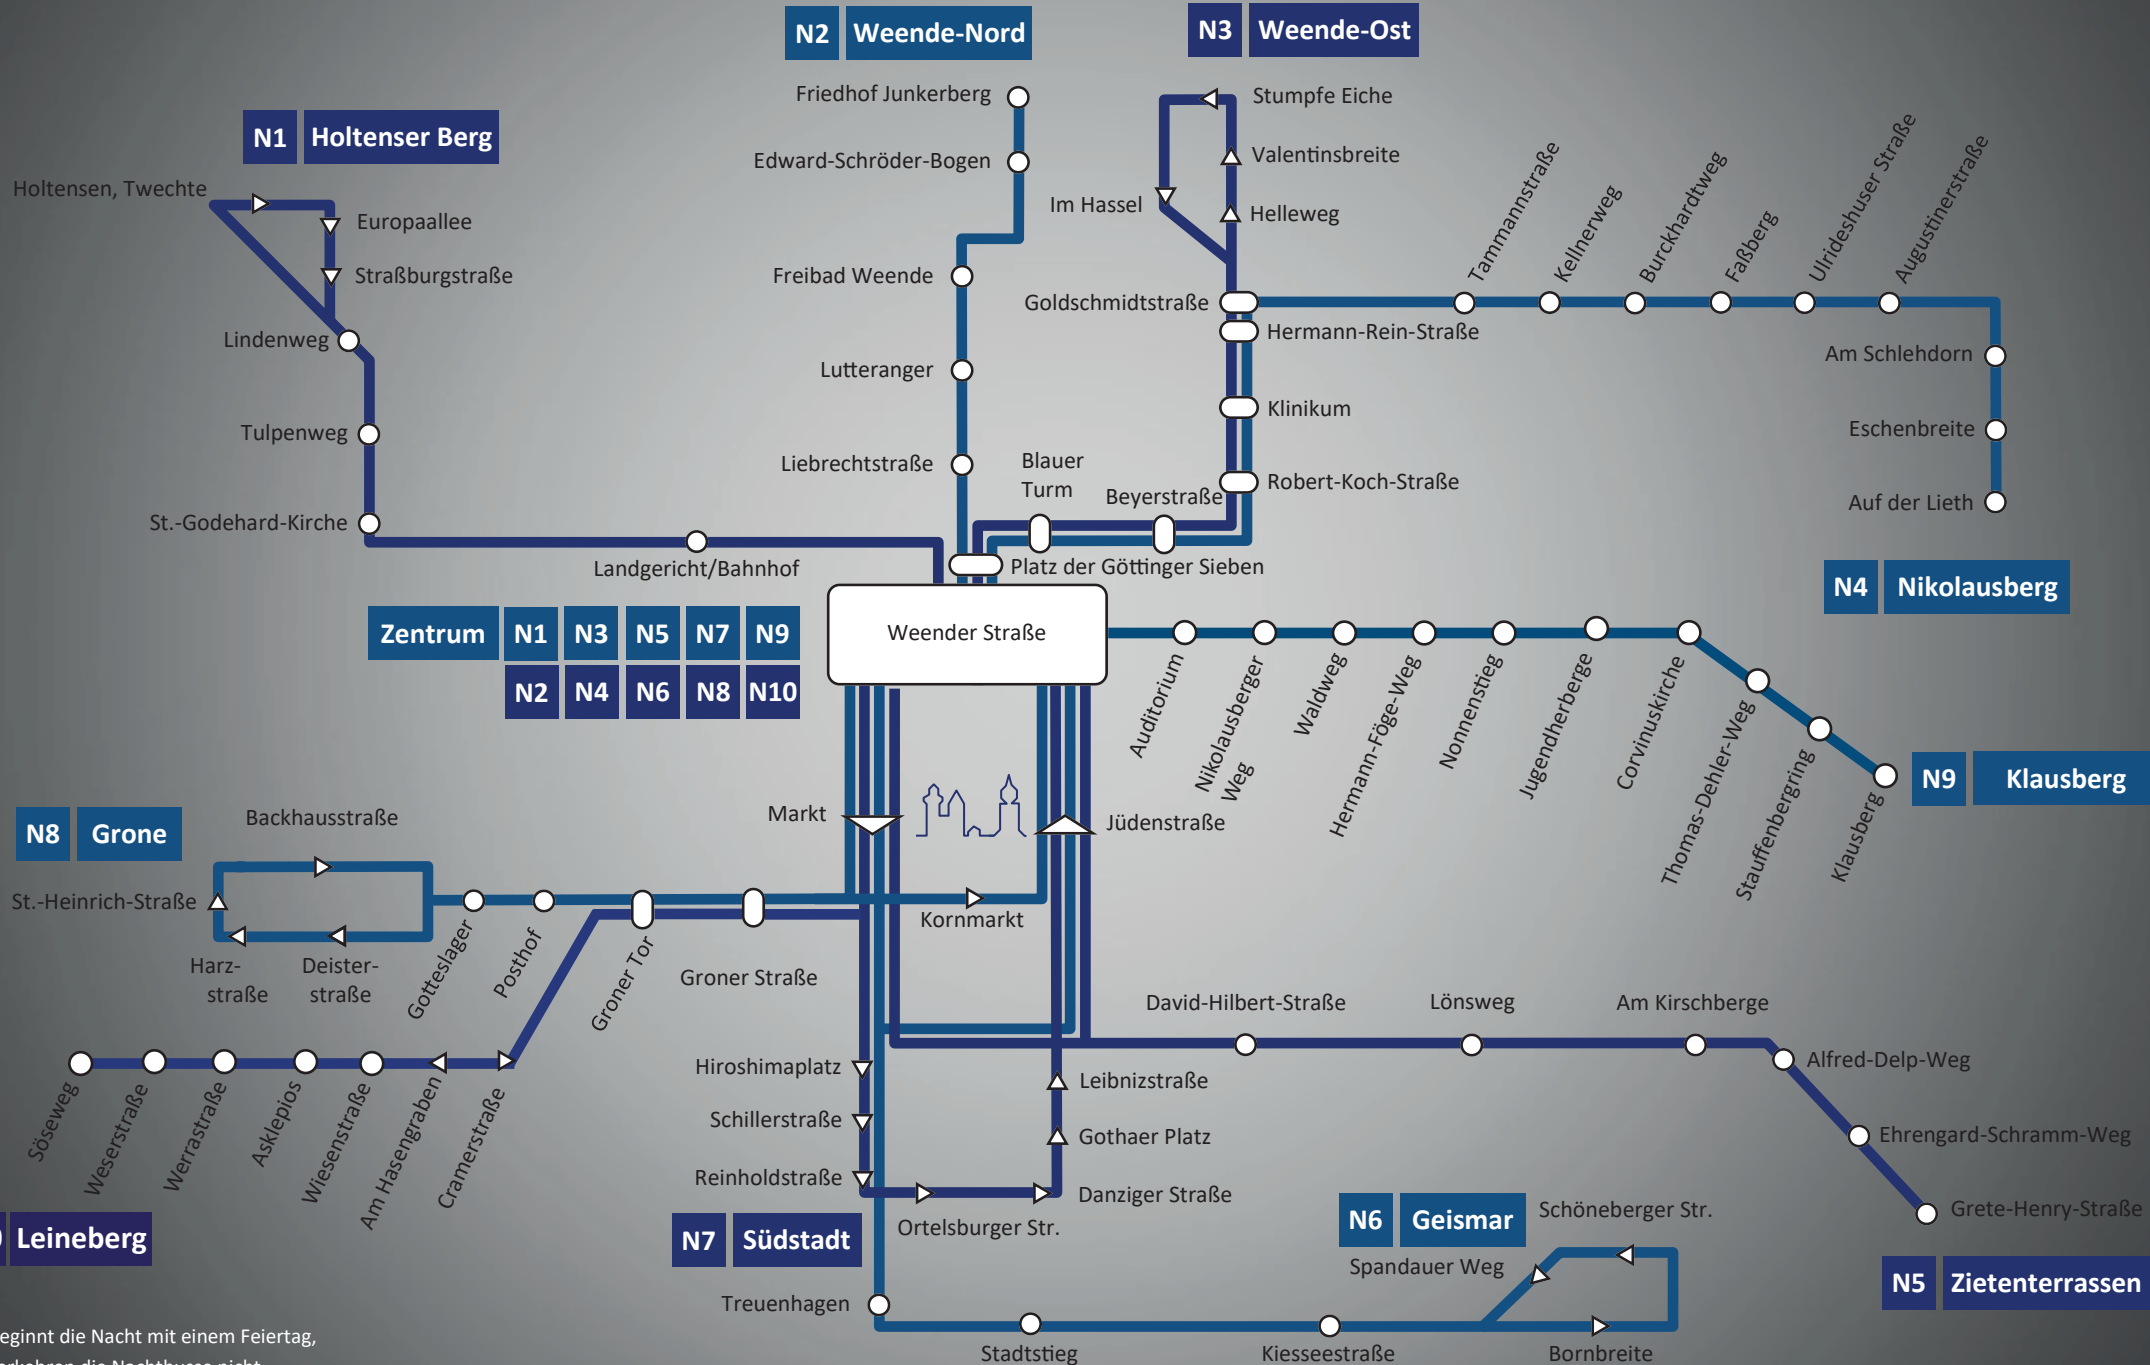 N2 Weende-Nord
N3 Weende-Ost
Friedhof Junkerberg
Stumpfe Eiche
N1 Holtenser Berg
Edward-Schröder-Bogen
Valentinsbreite
Holtensen, Twechte
Im Hassel
Helleweg
Europaallee
Straßburgstraße
Freibad Weende
Goldschmidtstraße
Tammannstraße
Kellnerweg
Burckhardtweg
Faßberg
Ulrideshuser Straße
Augustinerstraße
Hermann-Rein-Straße
Lindenweg
Am Schlehdorn
Lutteranger
Klinikum
Tulpenweg
Eschenbreite
Liebrechtstraße
Blauer
Turm
Beyerstraße
Robert-Koch-Straße
Auf der Lieth
St.-Godehard-Kirche
Landgericht/Bahnhof
Platz der Göttinger Sieben
N4 Nikolausberg
Zentrum N1 N3 N5 N7 N9
N2 N4 N6 N8 N10
Weender Straße
Auditorium
Nikolausberger
Weg
Waldweg
Hermann-Föge-Weg
Nonnenstieg
Jugendherberge
Corvinuskirche
Thomas-Dehler-Weg
Stauffenbergring
Klausberg
N9 Klausberg
Markt
Jüdenstraße
N8 Grone
Backhausstraße
St.-Heinrich-Straße
Harz-
straße
Deister-
straße
Gotteslager
Posthof
Groner Tor
Groner Straße
Kornmarkt
David-Hilbert-Straße
Lönsweg
Am Kirschberge
Alfred-Delp-Weg
Ehrengard-Schramm-Weg
Grete-Henry-Straße
N5 Zietenterrassen
Söseweg
Weserstraße
Werrastraße
Asklepios
Wiesenstraße
Am Hasengraben
Cramerstraße
Leineberg
Hiroshimaplatz
Schillerstraße
Reinholdstraße
Leibnizstraße
Gothaer Platz
Danziger Straße
Ortelsburger Str.
N7 Südstadt
N6 Geismar
Schöneberger Str.
Spandauer Weg
Treuenhagen
Stadtstieg
Kiesseestraße
Bornbreite
eginnt die Nacht mit einem Feiertag,